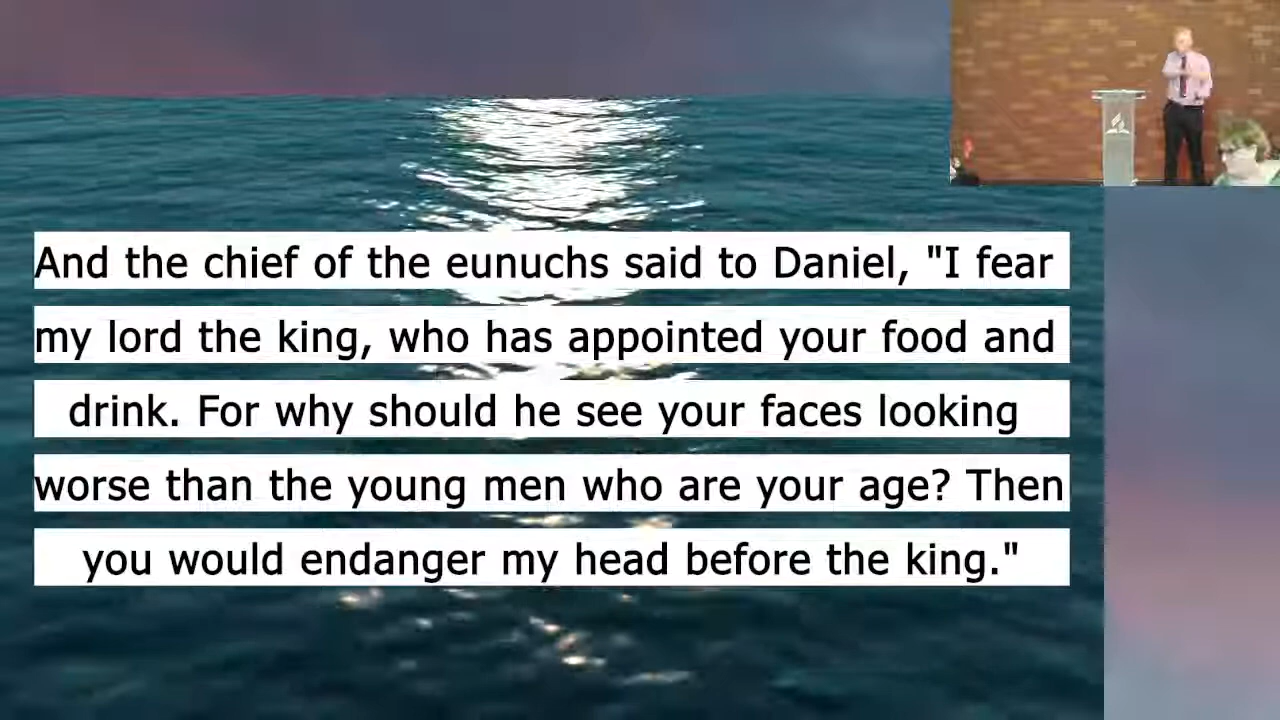 And the chief of the eunuchs said to Daniel, "I fear
my lord the king, who has appointed your food and
drink. For why should he see your faces looking
worse than the young men who are your age? Then
you would endanger my head before the king."